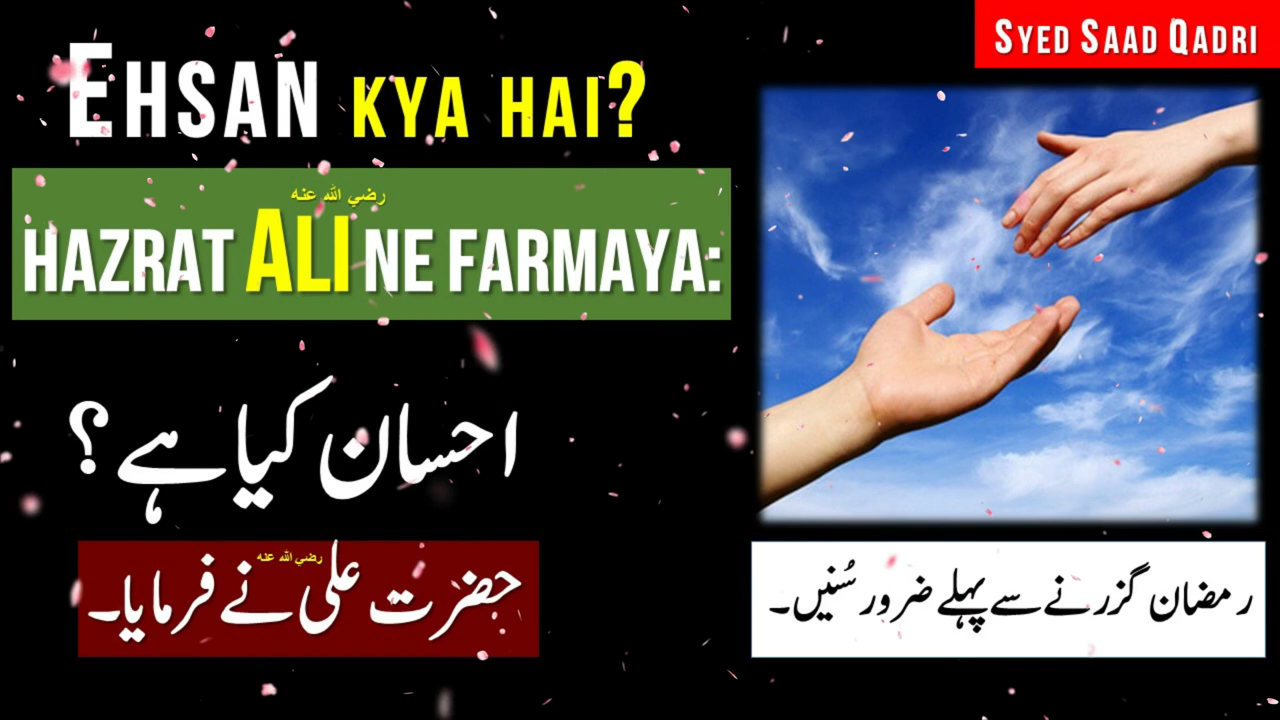 SYED SAAD QADRI
EHSAN KYA HAI?
رضي الله عنه
HAZRAT ALI NE FARMAYA:
احسان کیا ہے؟
رضي الله عنه
حضرت علی نے فرمایا۔
رمضان گزرنے سے پہلے ضرور سُنیں۔